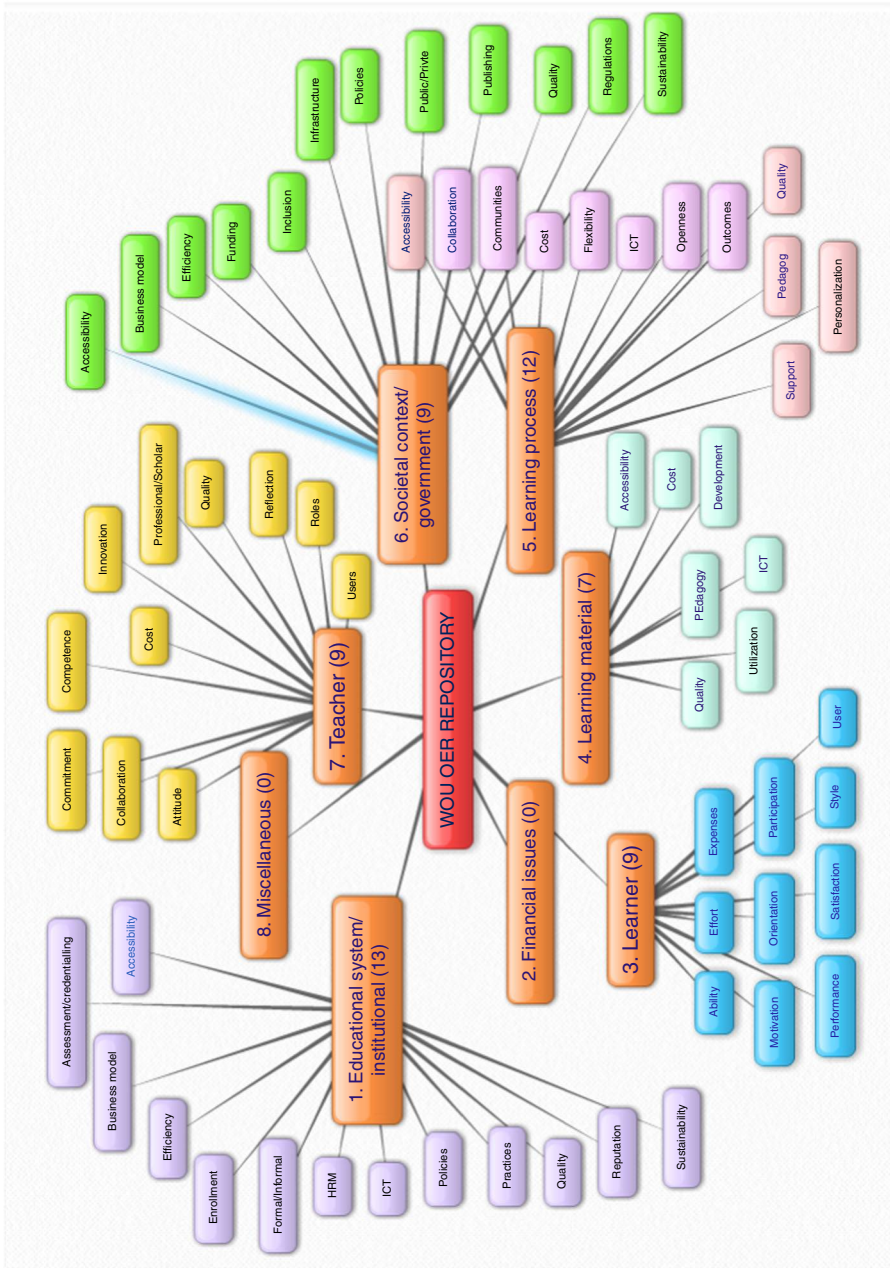 WOU OER REPOSITORY
1. Educational system/
institutional (13)
Accessibility
Assessment/credentialling
Business model
Efficiency
Enrollment
Formal/Informal
HRM
ICT
Policies
Practices
Quality
Reputation
Sustainability
2. Financial issues (0)
3. Learner (9)
Ability
Effort
Expenses
Motivation
Orientation
Participation
Performance
Satisfaction
Style
User
4. Learning material (7)
Accessibility
Cost
Development
ICT
PEdagogy
Utilization
Quality
5. Learning process (12)
Accessibility
Collaboration
Communities
Cost
Flexibility
ICT
Openness
Outcomes
Quality
Pedagog
Personalization
Support
6. Societal context/
government (9)
Accessibility
Business model
Efficiency
Funding
Inclusion
Infrastructure
Policies
Public/Privte
Publishing
Quality
Regulations
Sustainability
7. Teacher (9)
Attitude
Collaboration
Commitment
Competence
Cost
Innovation
Professional/Scholar
Quality
Reflection
Roles
Users
8. Miscellaneous (0)